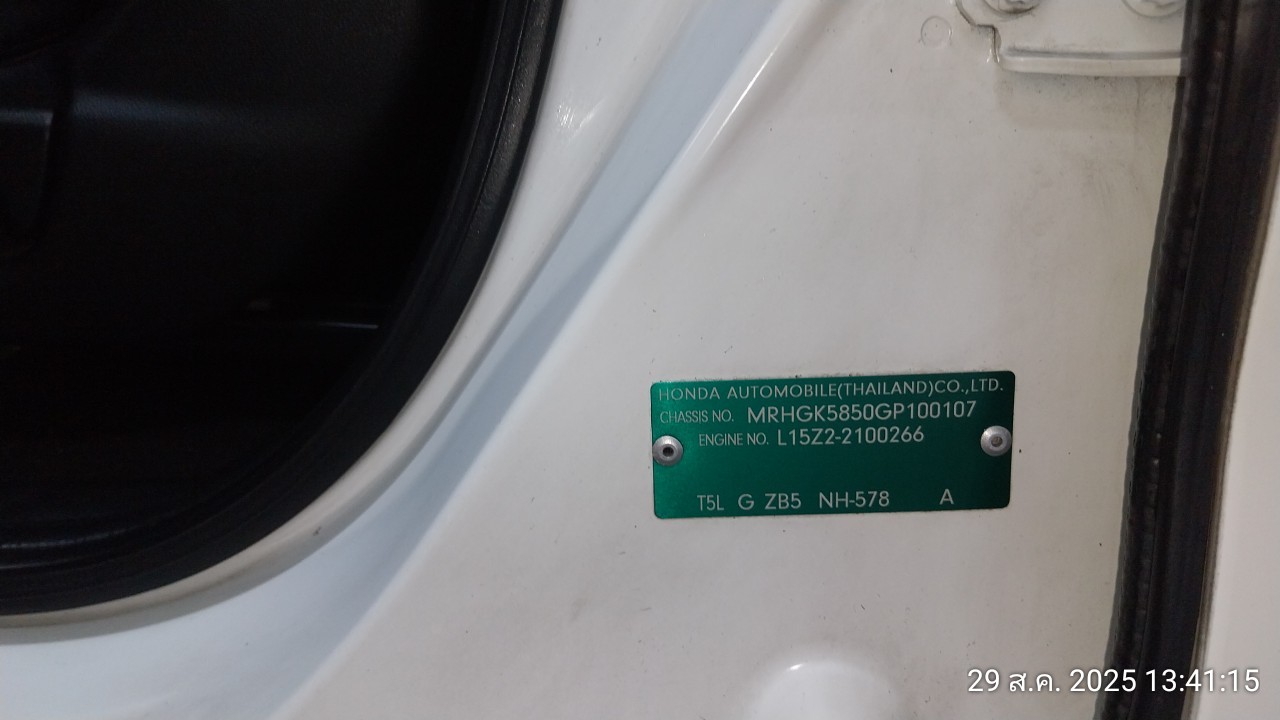 HONDA AUTOMOBILE(THAILAND)CO.,LTD.
CHASSIS NO. MRHGK5850GP100107
ENGINE NO. L15Z2-2100266
T5L G ZB5 NH-578 A
29 ส.ค. 2025 13:41:15